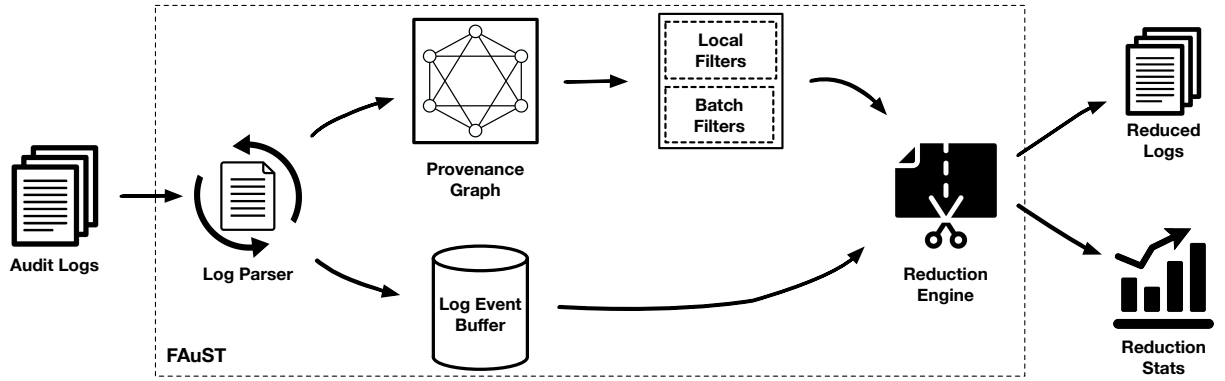 Audit Logs
Log Parser
Provenance
Graph
Local
Filters
Batch
Filters
Log Event
Buffer
Reduction
Engine
Reduced
Logs
Reduction
Stats
FAuST